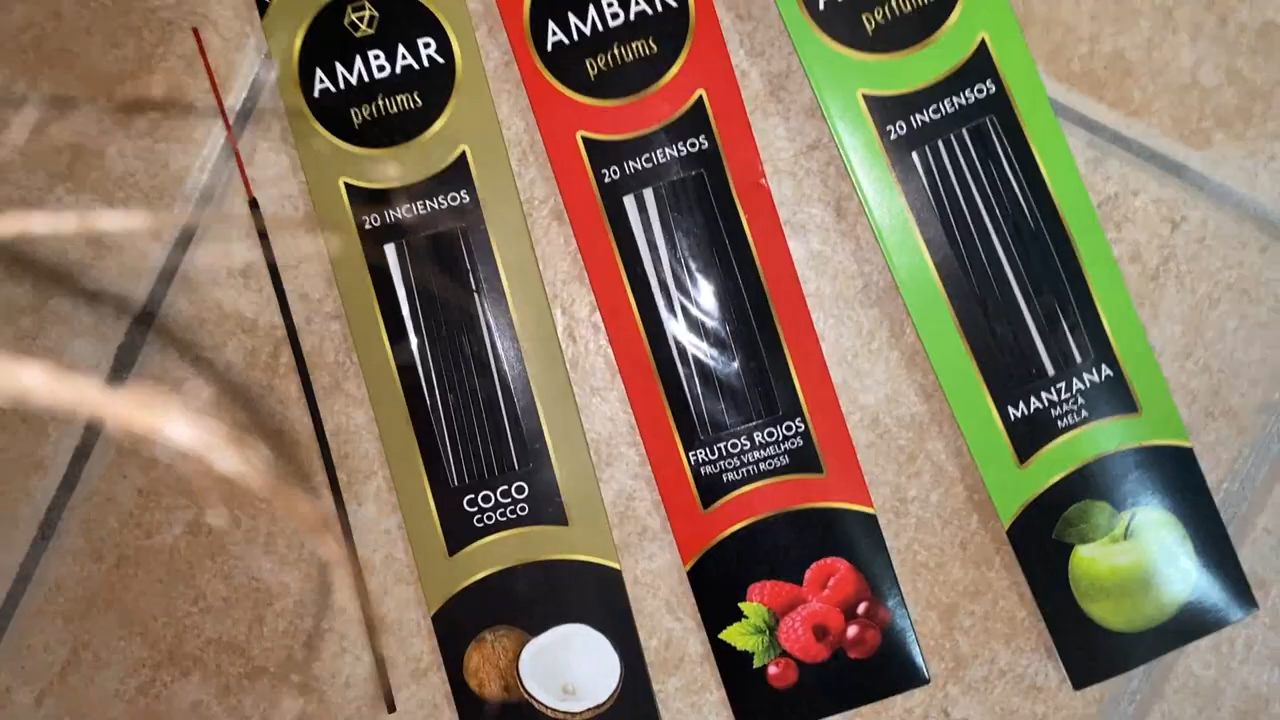 AMBAR
perfums
20 INCIENSOS
COCO
COCCO
AMBAR
perfums
20 INCIENSOS
FRUTOS ROJOS
FRUTOS VERMELHOS
FRUTTI ROSSI
perfums
20 INCIENSOS
MANZANA
MAÇÃ
MELA